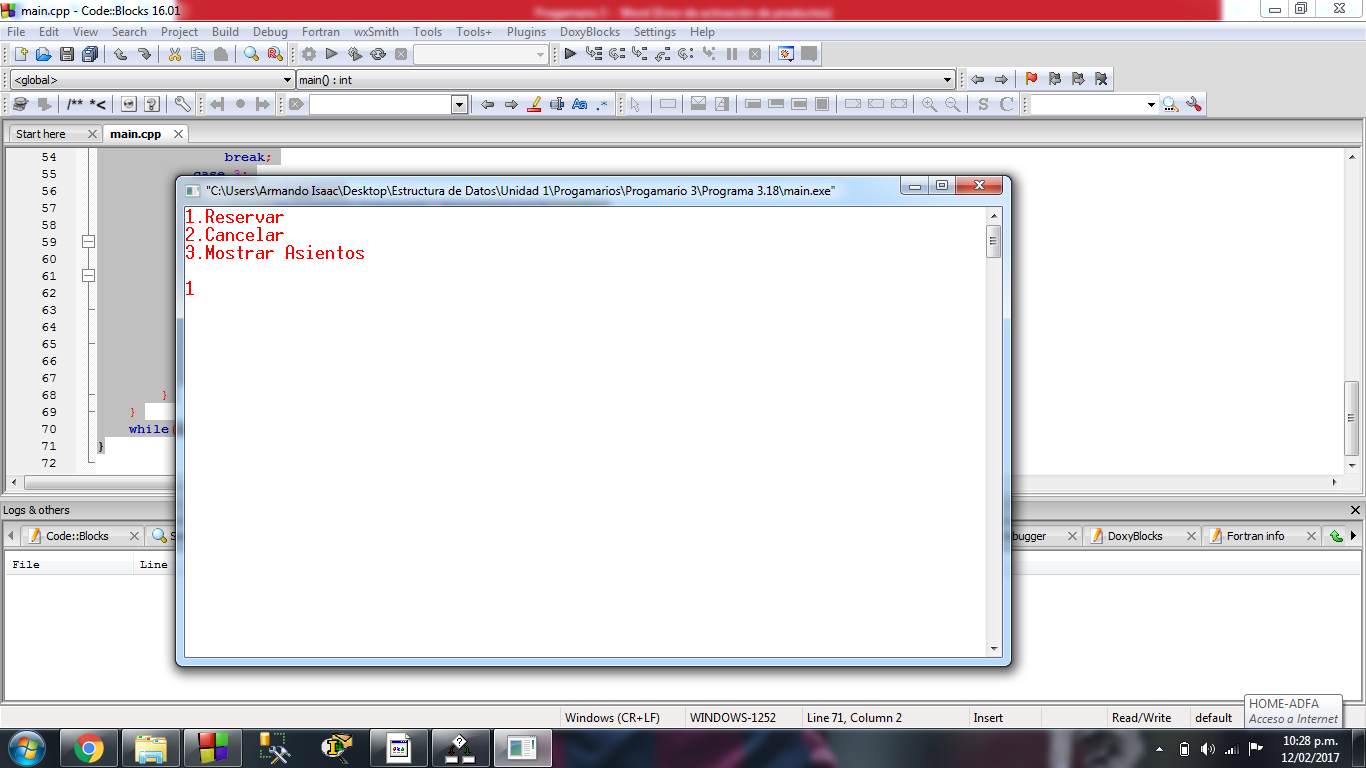 main.cpp - Code::Blocks 16.01
File Edit View Search Project Build Debug Fortran wxSmith Tools Tools+ Plugins DoxyBlocks Settings Help
<global> main() : int
/** *<
Aa .* S C
Start here main.cpp
54 break;
55 case 3:
56
57
58
59
60
61
62
63
64
65
66
67
68 }
69 }
70 while(
71 }
72
"C:\Users\Armando Isaac\Desktop\Estructura de Datos\Unidad 1\Progamarios\Progamario 3\Programa 3.18\main.exe"
1.Reservar
2.Cancelar
3.Mostrar Asientos
1
Logs & others
Code::Blocks S bugger DoxyBlocks Fortran info
File Line
Windows (CR+LF) WINDOWS-1252 Line 71, Column 2 Insert Read/Write default
HOME-ADFA
Acceso a Internet
10:28 p.m.
12/02/2017